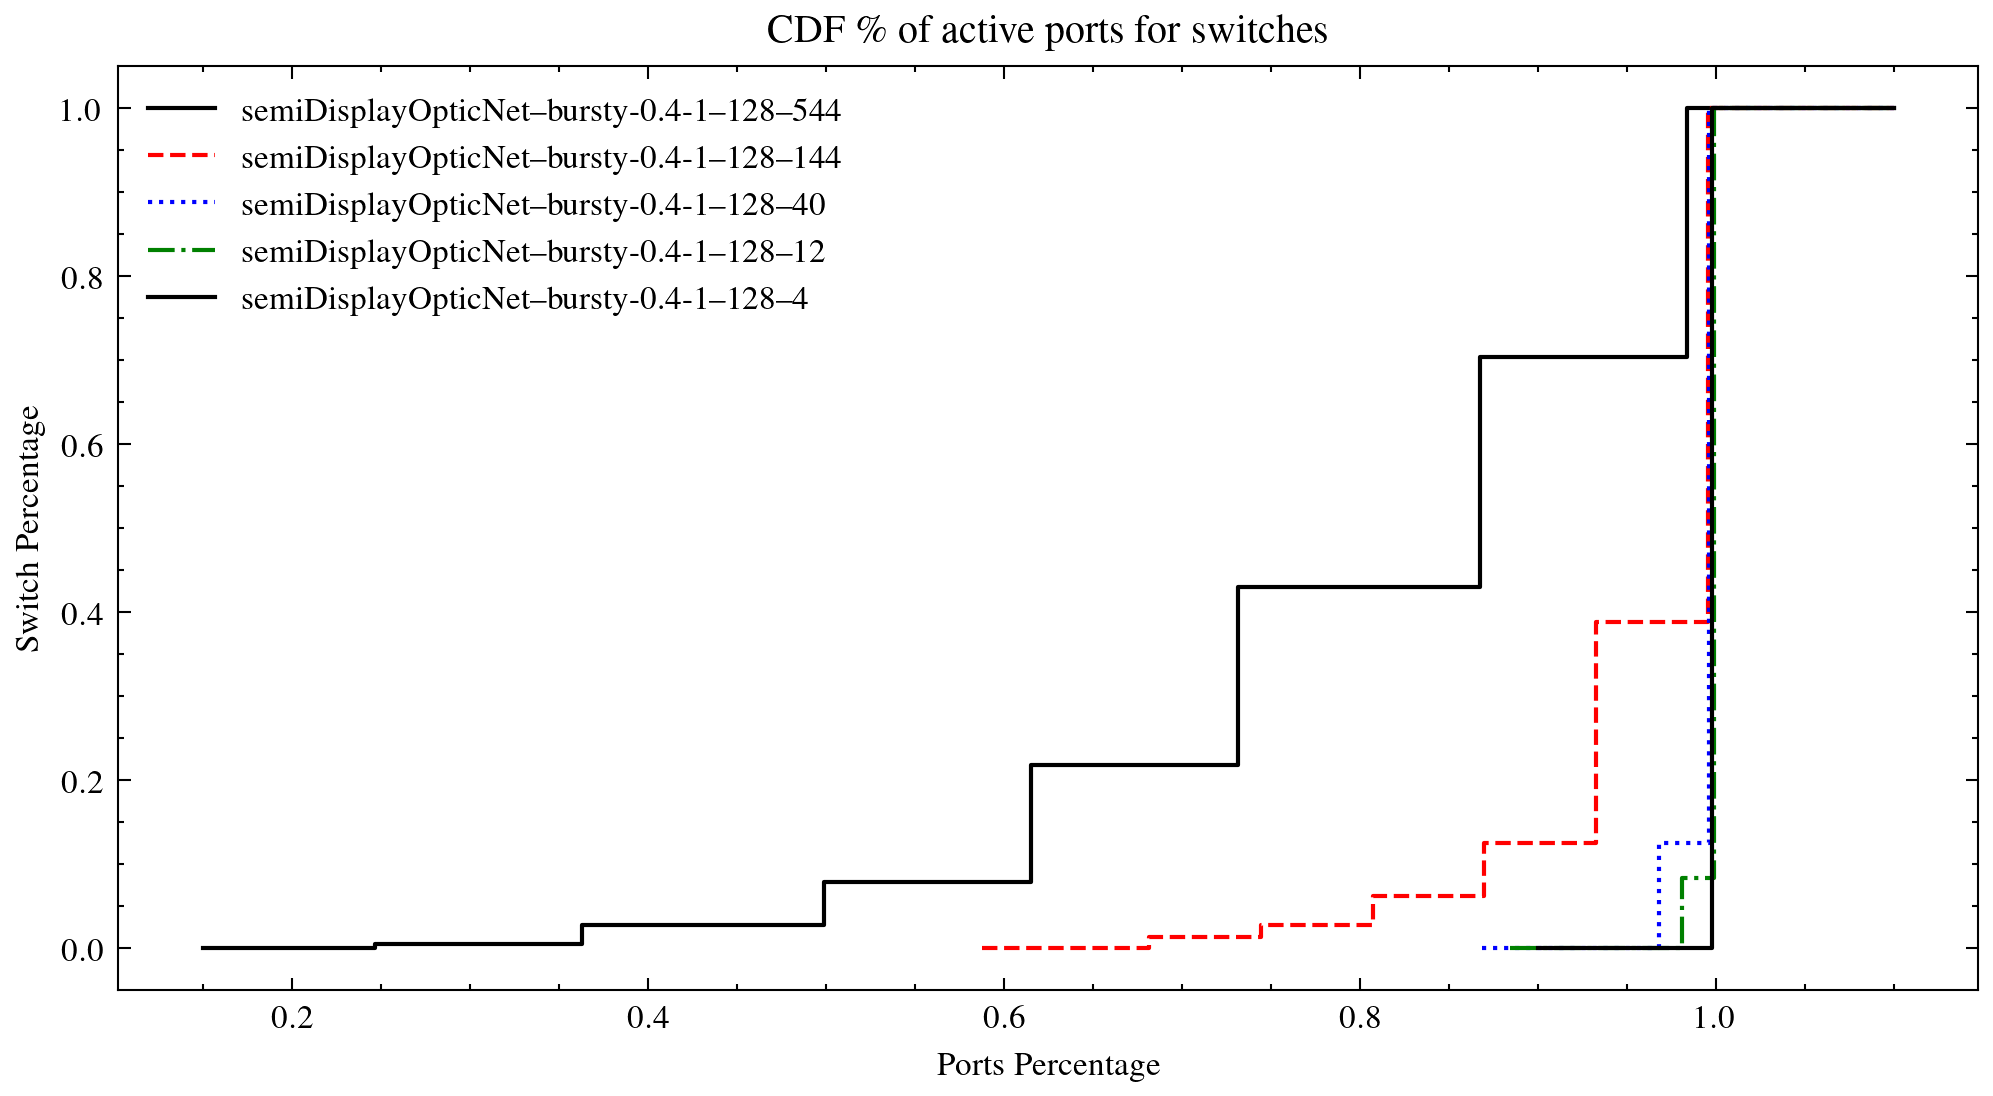 CDF % of active ports for switches
semiDisplayOpticNet–bursty-0.4-1–128–544
semiDisplayOpticNet–bursty-0.4-1–128–144
semiDisplayOpticNet–bursty-0.4-1–128–40
semiDisplayOpticNet–bursty-0.4-1–128–12
semiDisplayOpticNet–bursty-0.4-1–128–4
Switch Percentage
1.0
0.8
0.6
0.4
0.2
0.0
0.2 0.4 0.6 0.8 1.0
Ports Percentage